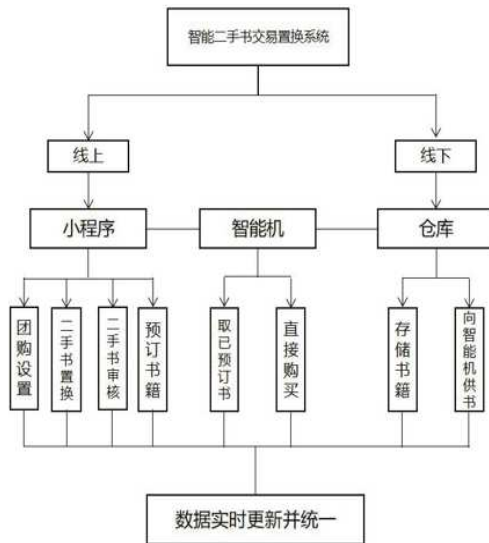 智能二手书交易置换系统
线上
线下
小程序
智能机
仓库
团购设置
二手书置换
二手书审核
预订书籍
取已预订书
直接购买
存储书籍
向智能机供书
数据实时更新并统一